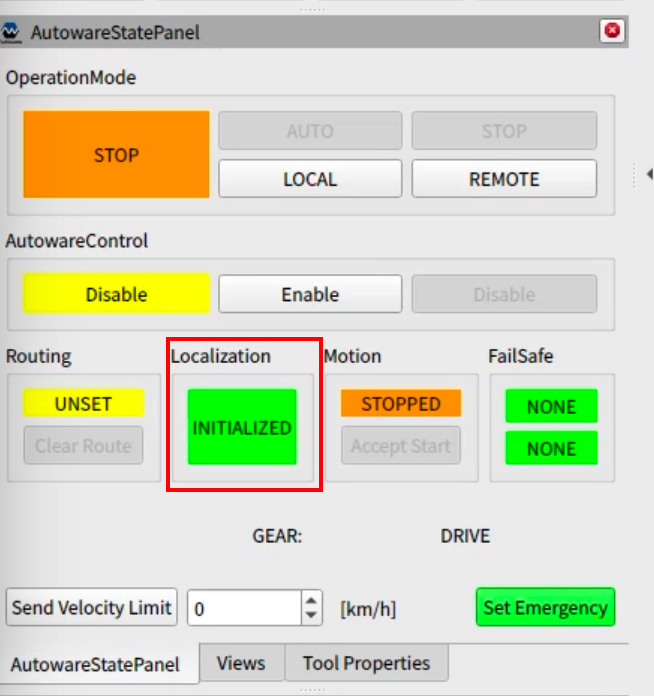 AutowareStatePanel
OperationMode
STOP
AUTO
STOP
LOCAL
REMOTE
AutowareControl
Disable
Enable
Disable
Routing
Localization
Motion
FailSafe
UNSET
INITIALIZED
STOPPED
NONE
Clear Route
Accept Start
NONE
GEAR:
DRIVE
Send Velocity Limit
0
[km/h]
Set Emergency
AutowareStatePanel
Views
Tool Properties